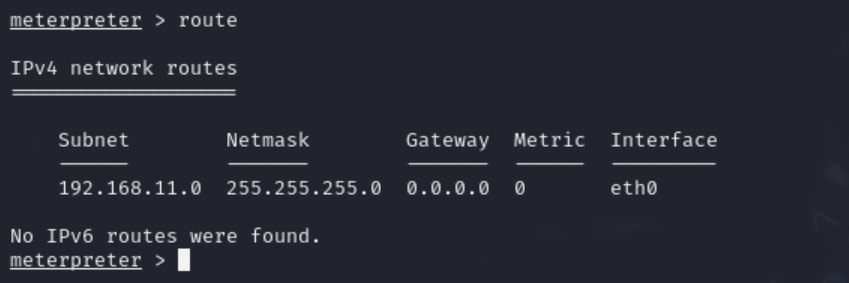 meterpreter > route
IPv4 network routes
Subnet Netmask Gateway Metric Interface
192.168.11.0 255.255.255.0 0.0.0.0 0 eth0
No IPv6 routes were found.
meterpreter >